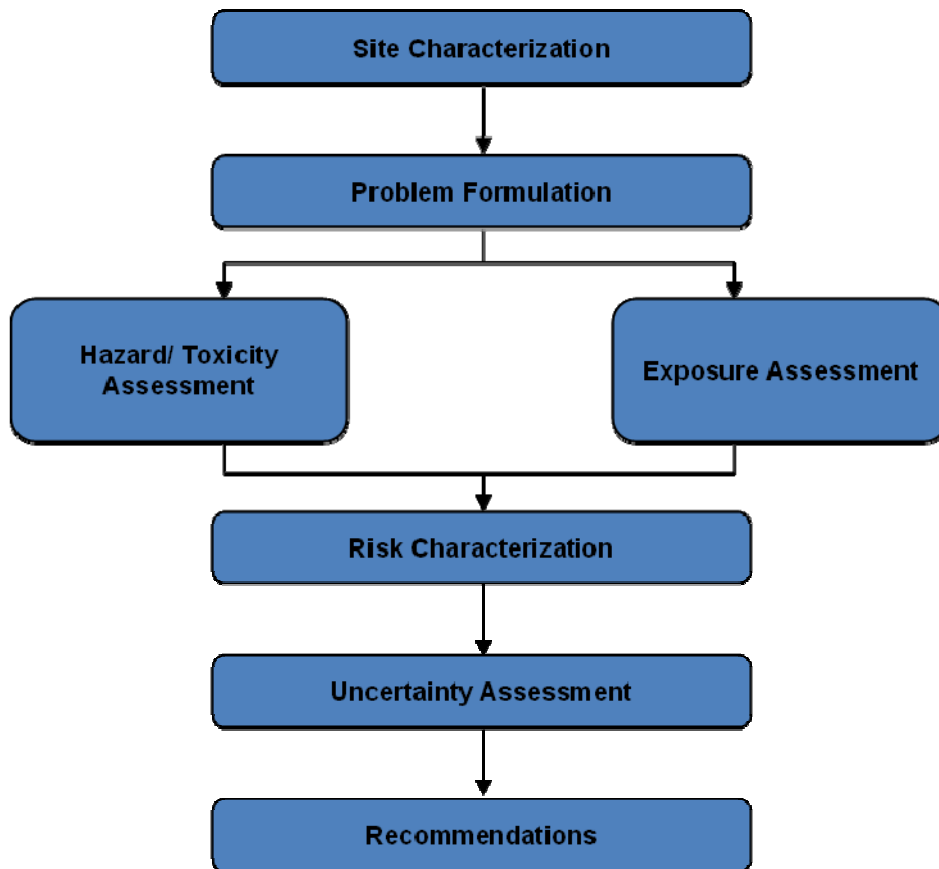 Site Characterization
Problem Formulation
Hazard/ Toxicity
Assessment
Exposure Assessment
Risk Characterization
Uncertainty Assessment
Recommendations